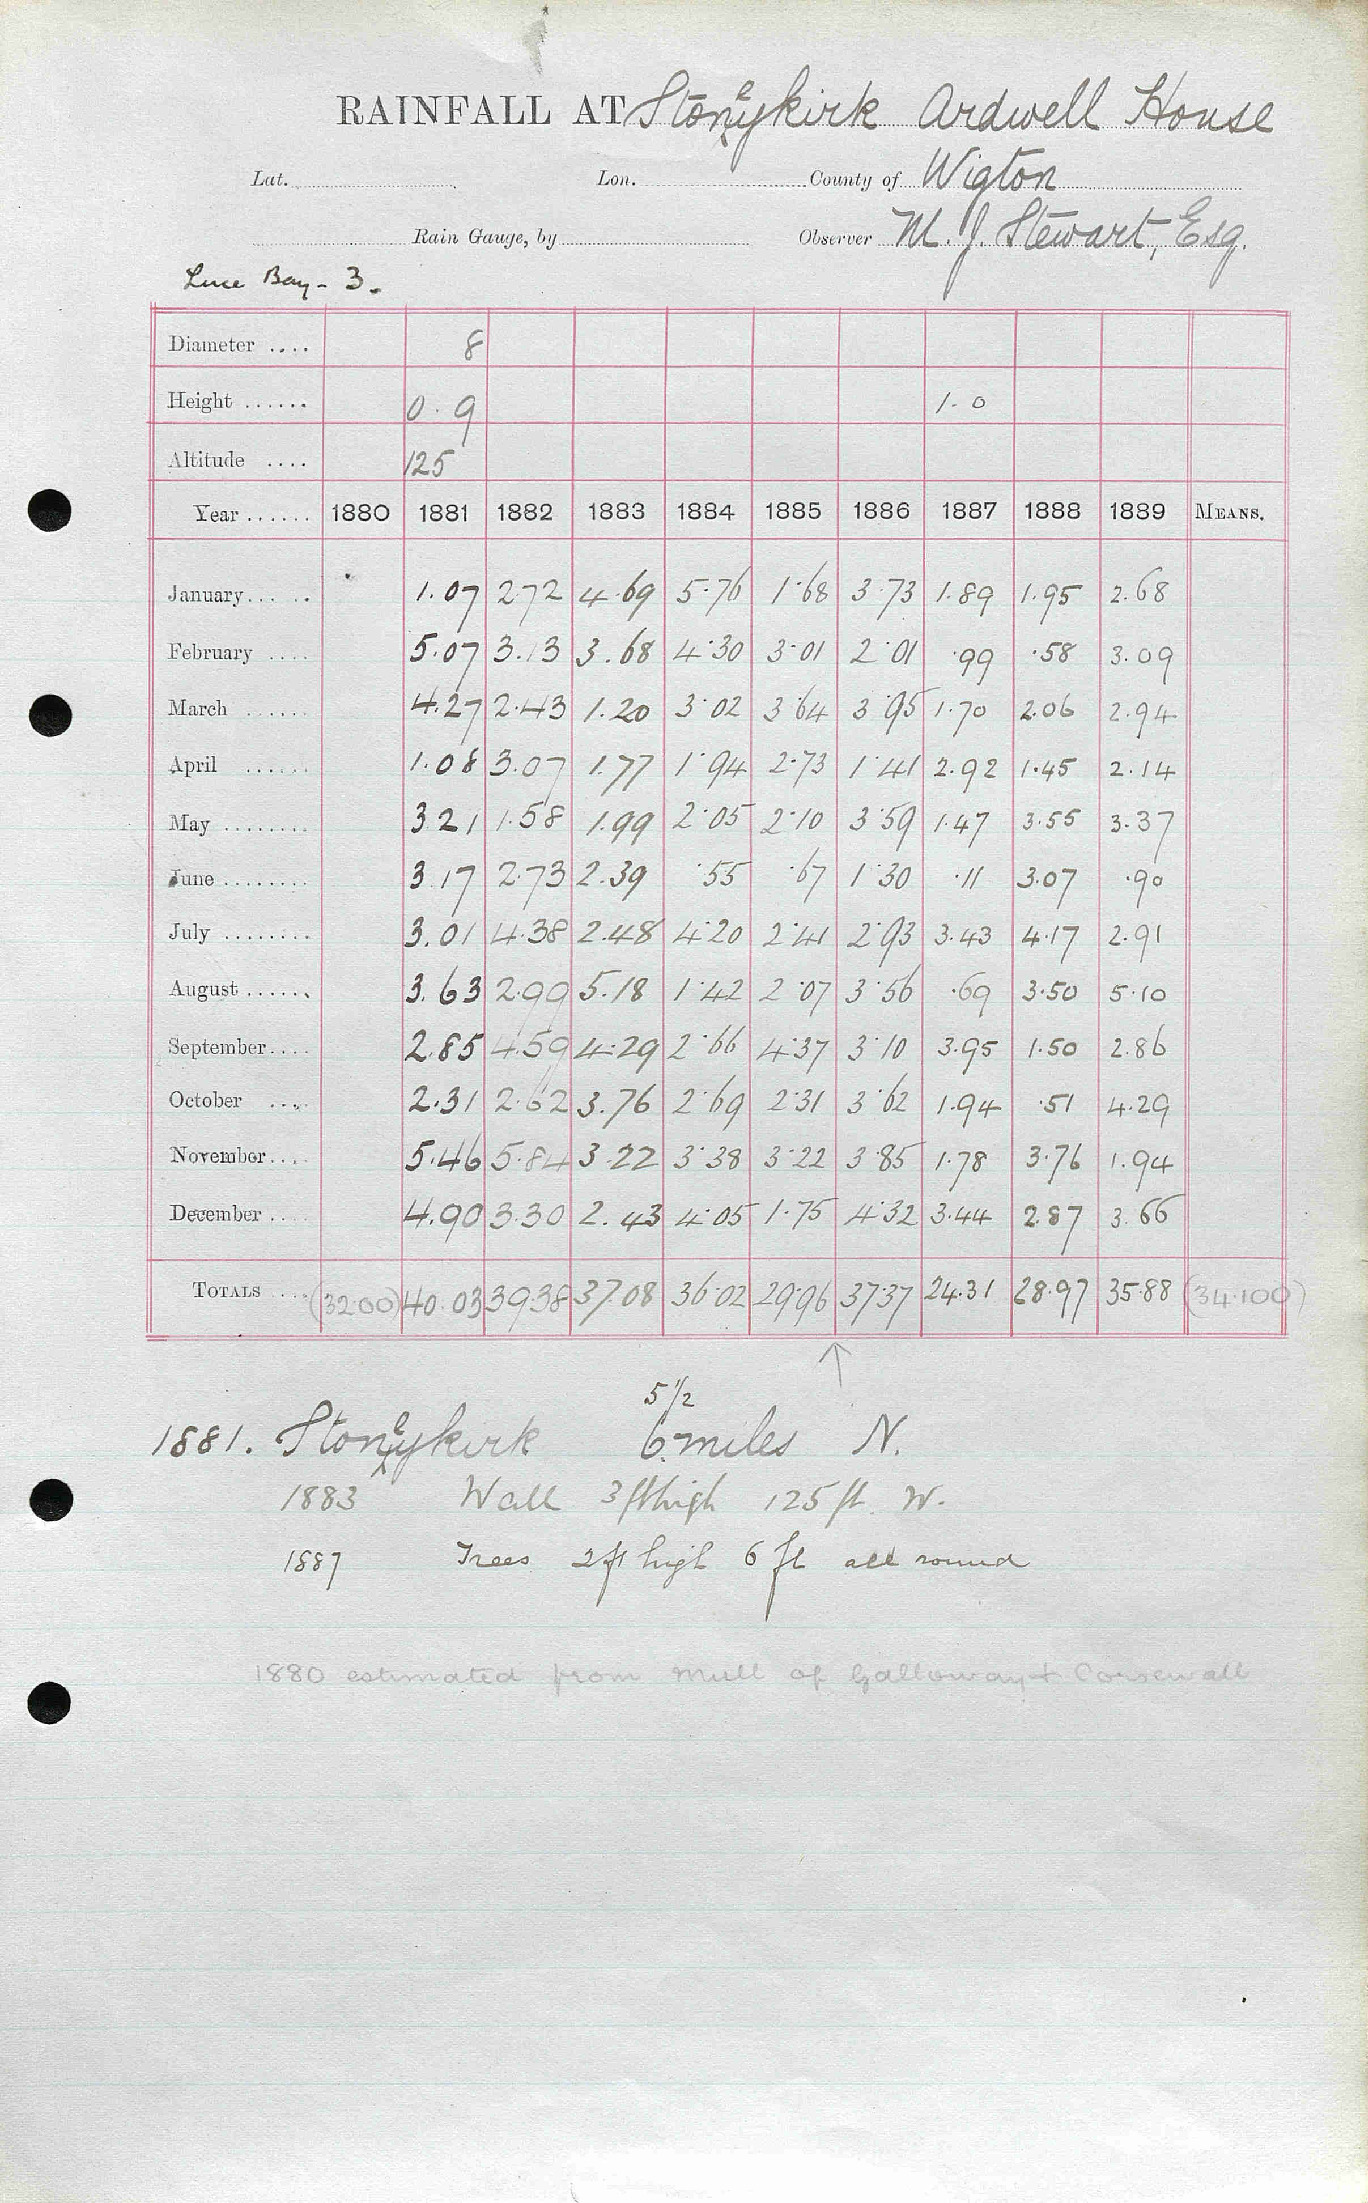 RAINFALL AT Stoneykirk Ardwell House
Lat. Lon. County of Wigton
Rain Gauge, by Observer M. J. Stewart, Esq.
Luce Bay - 3.
Diameter .... 8
Height ...... 0.9 1.0
Altitude .... 125
Year ...... 1880 1881 1882 1883 1884 1885 1886 1887 1888 1889 MEANS.
January...... 1.07 2.72 4.69 5.76 1.68 3.73 1.89 1.95 2.68
February .... 5.07 3.13 3.68 4.30 3.01 2.01 .99 .58 3.09
March ...... 4.27 2.43 1.20 3.02 3.64 3.95 1.70 2.06 2.94
April ...... 1.08 3.07 1.77 1.94 2.73 1.41 2.92 1.45 2.14
May ........ 3 21 1.58 1.99 2.05 2.10 3.59 1.47 3.55 3.37
June ........ 3.17 2.73 2.39 .55 .67 1.30 .11 3.07 .90
July ........ 3.01 4.38 2.48 4.20 2.41 2.93 3.43 4.17 2.91
August ...... 3.63 2.99 5.18 1.42 2.07 3.56 .69 3.50 5.10
September.... 2.85 4.59 4.29 2.66 4.37 3.10 3.95 1.50 2.86
October .... 2.31 2.62 3.76 2.69 2.31 3.62 1.94 .51 4.29
November.... 5.46 5.84 3.22 3.38 3.22 3.85 1.78 3.76 1.94
December .... 4.90 3.30 2.43 4.05 1.75 4.32 3.44 2.87 3.66
TOTALS .... (32.00) 40.03 39.38 37.08 36.02 29.96 37.37 24.31 28.97 35.88 (34.100)
↑
5 1/2
1881. Stoneykirk 6 miles N.
1883 Wall 3 ft high 125 ft W.
1887 Trees 2 ft high 6 ft all round
1880 estimated from Mull of Galloway + Corsewall